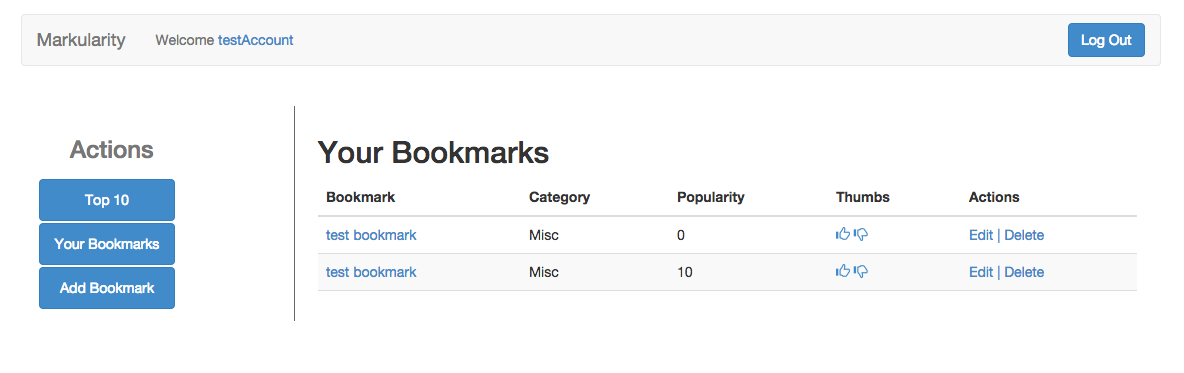 Markularity Welcome testAccount Log Out
Actions
Top 10
Your Bookmarks
Add Bookmark
Your Bookmarks
Bookmark Category Popularity Thumbs Actions
test bookmark Misc 0 Edit | Delete
test bookmark Misc 10 Edit | Delete